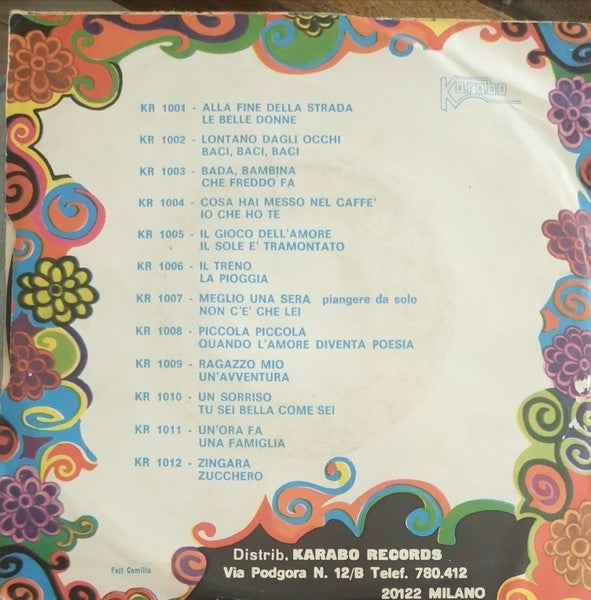 Karabo
KR 1001 - ALLA FINE DELLA STRADA
LE BELLE DONNE
KR 1002 - LONTANO DAGLI OCCHI
BACI, BACI, BACI
KR 1003 - BADA, BAMBINA
CHE FREDDO FA
KR 1004 - COSA HAI MESSO NEL CAFFE'
IO CHE HO TE
KR 1005 - IL GIOCO DELL'AMORE
IL SOLE E' TRAMONTATO
KR 1006 - IL TRENO
LA PIOGGIA
KR 1007 - MEGLIO UNA SERA piangere da solo
NON C'E' CHE LEI
KR 1008 - PICCOLA PICCOLA
QUANDO L'AMORE DIVENTA POESIA
KR 1009 - RAGAZZO MIO
UN'AVVENTURA
KR 1010 - UN SORRISO
TU SEI BELLA COME SEI
KR 1011 - UN'ORA FA
UNA FAMIGLIA
KR 1012 - ZINGARA
ZUCCHERO
Distrib. KARABO RECORDS
Via Podgora N. 12/B Telef. 780.412
20122 MILANO
Fait Camillo